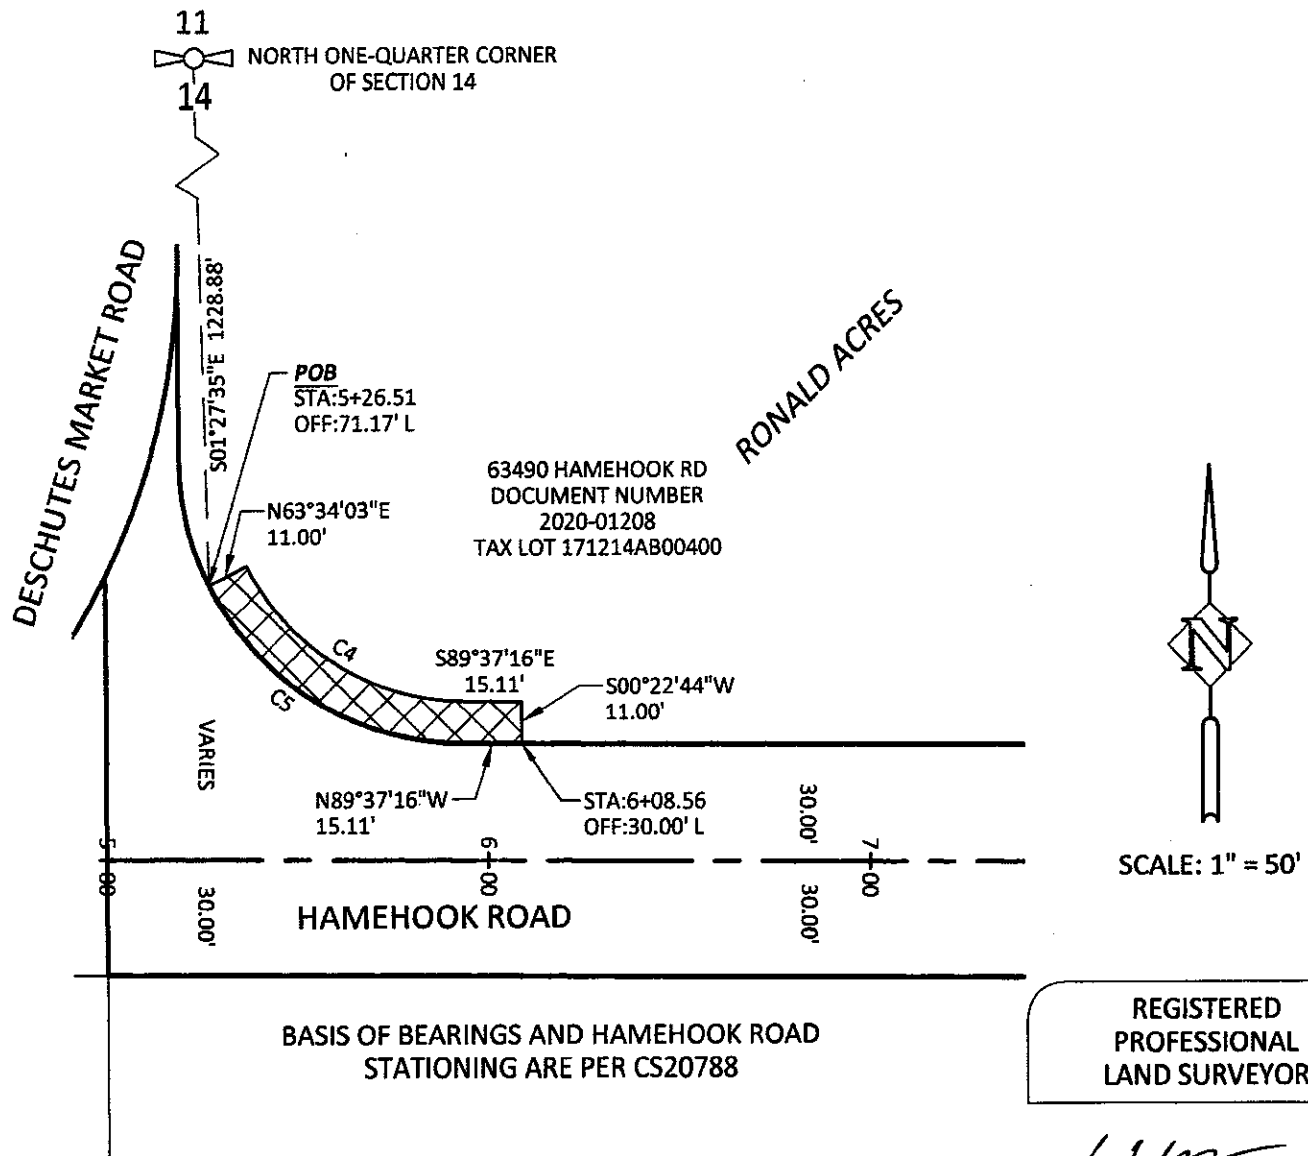 11
NORTH ONE-QUARTER CORNER
OF SECTION 14
14
DESCHUTES MARKET ROAD
S01°27'35"E 1228.88'
POB
STA:5+26.51
OFF:71.17' L
RONALD ACRES
63490 HAMEHOOK RD
DOCUMENT NUMBER
2020-01208
TAX LOT 171214AB00400
N63°34'03"E
11.00'
C4
S89°37'16"E
15.11'
S00°22'44"W
11.00'
C5
N
VARIES
N89°37'16"W
15.11'
STA:6+08.56
OFF:30.00' L
30.00'
5+00
6+00
7+00
SCALE: 1" = 50'
30.00'
30.00'
HAMEHOOK ROAD
BASIS OF BEARINGS AND HAMEHOOK ROAD
STATIONING ARE PER CS20788
REGISTERED
PROFESSIONAL
LAND SURVEYOR